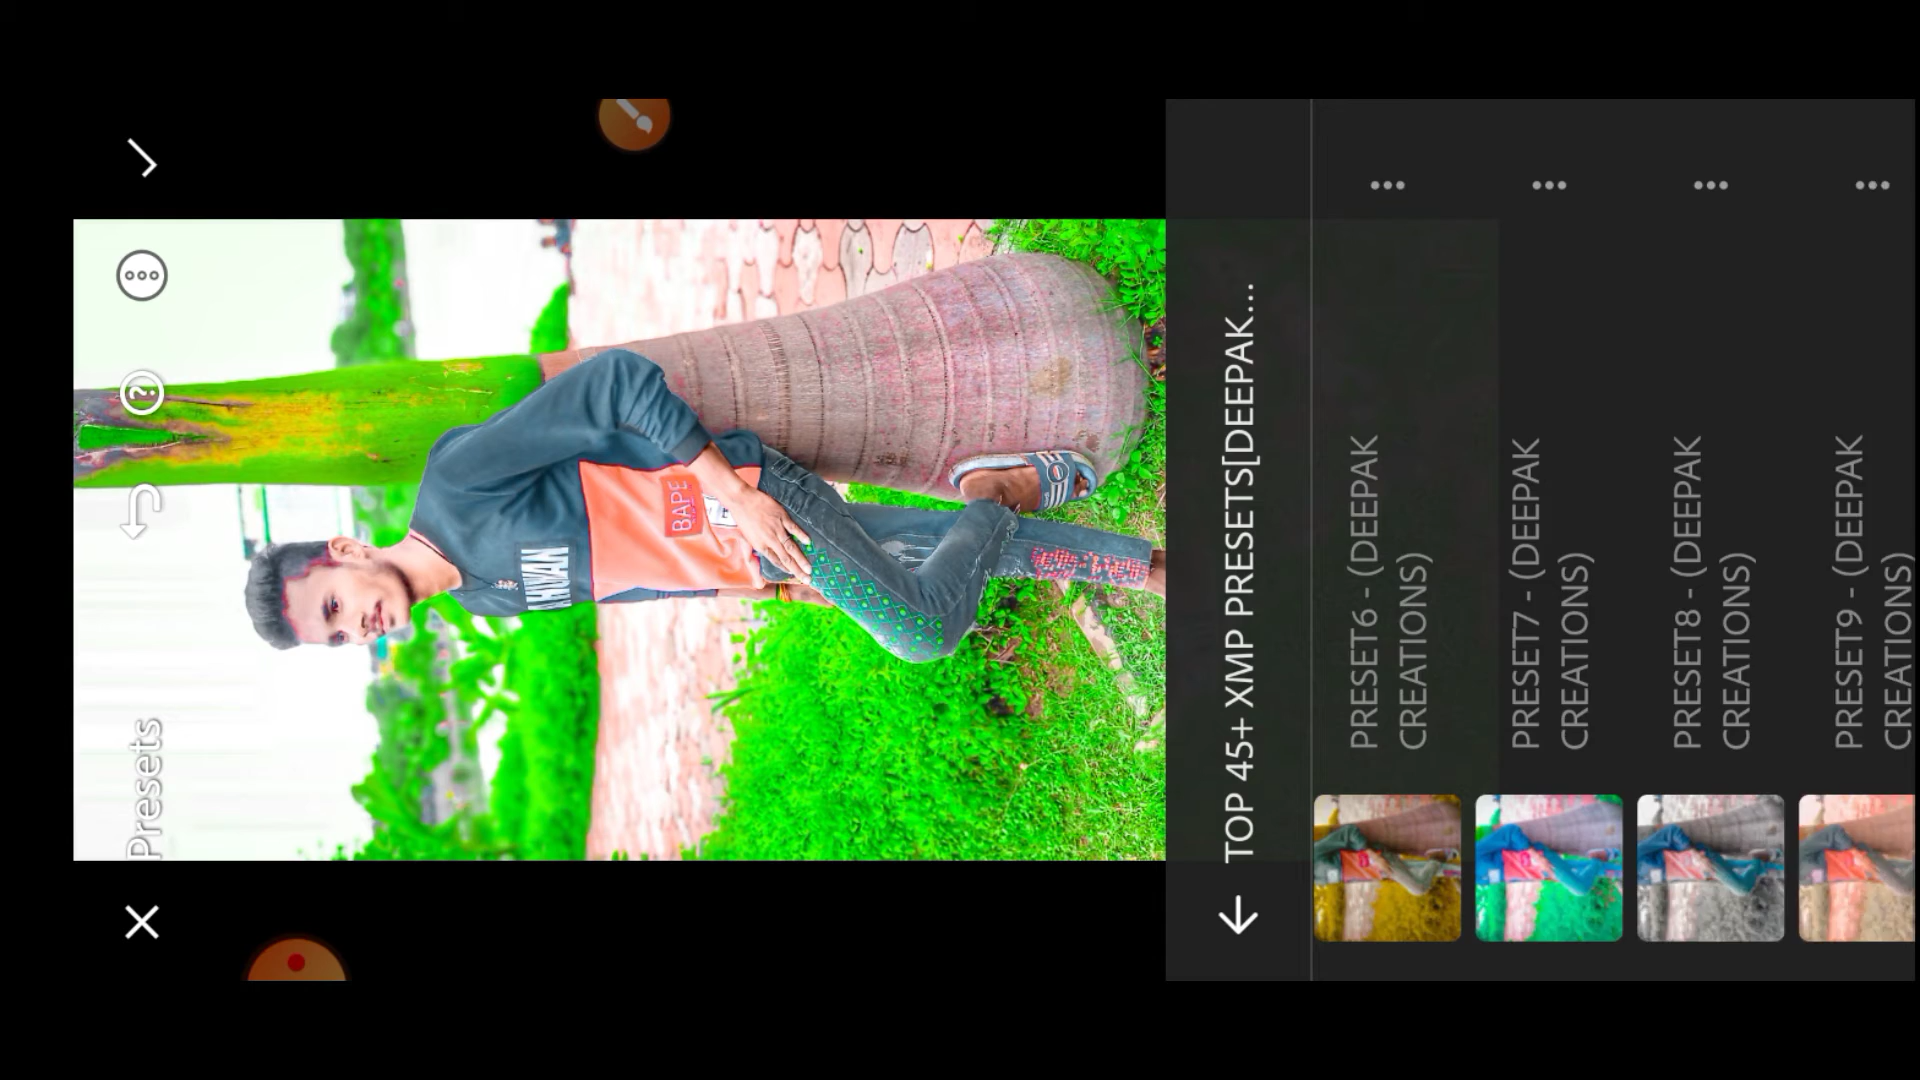 Presets
AHIVAN
BAPE
TOP 45+ XMP PRESETS[DEEPAK...
PRESET6 - (DEEPAK
CREATIONS)
PRESET7 - (DEEPAK
CREATIONS)
PRESET8 - (DEEPAK
CREATIONS)
PRESET9 - (DEEPAK
CREATIONS)